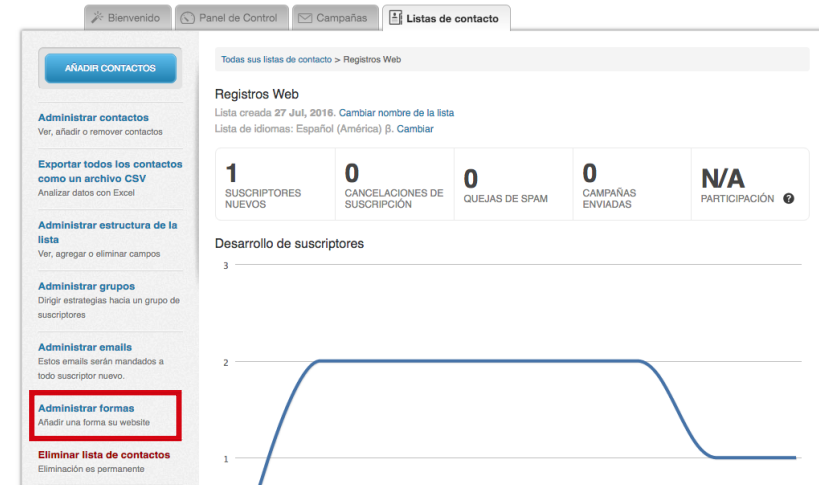 Bienvenido
Panel de Control
Campañas
Listas de contacto
AÑADIR CONTACTOS
Administrar contactos
Ver, añadir o remover contactos
Exportar todos los contactos
como un archivo CSV
Analizar datos con Excel
Administrar estructura de la
lista
Ver, agregar o eliminar campos
Administrar grupos
Dirigir estrategias hacia un grupo de
suscriptores
Administrar emails
Estos emails serán mandados a
todo suscriptor nuevo.
Administrar formas
Añadir una forma su website
Eliminar lista de contactos
Eliminación es permanente
Todas sus listas de contacto > Registros Web
Registros Web
Lista creada 27 Jul, 2016. Cambiar nombre de la lista
Lista de idiomas: Español (América) β. Cambiar
1
SUSCRIPTORES
NUEVOS
0
CANCELACIONES DE
SUSCRIPCIÓN
0
QUEJAS DE SPAM
0
CAMPAÑAS
ENVIADAS
N/A
PARTICIPACIÓN ?
Desarrollo de suscriptores
3
2
1